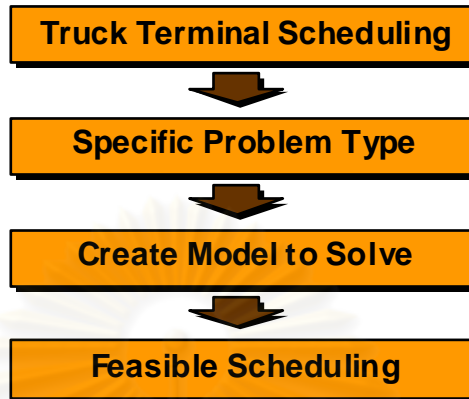 Truck Terminal Scheduling
Specific Problem Type
Create Model to Solve
Feasible Scheduling